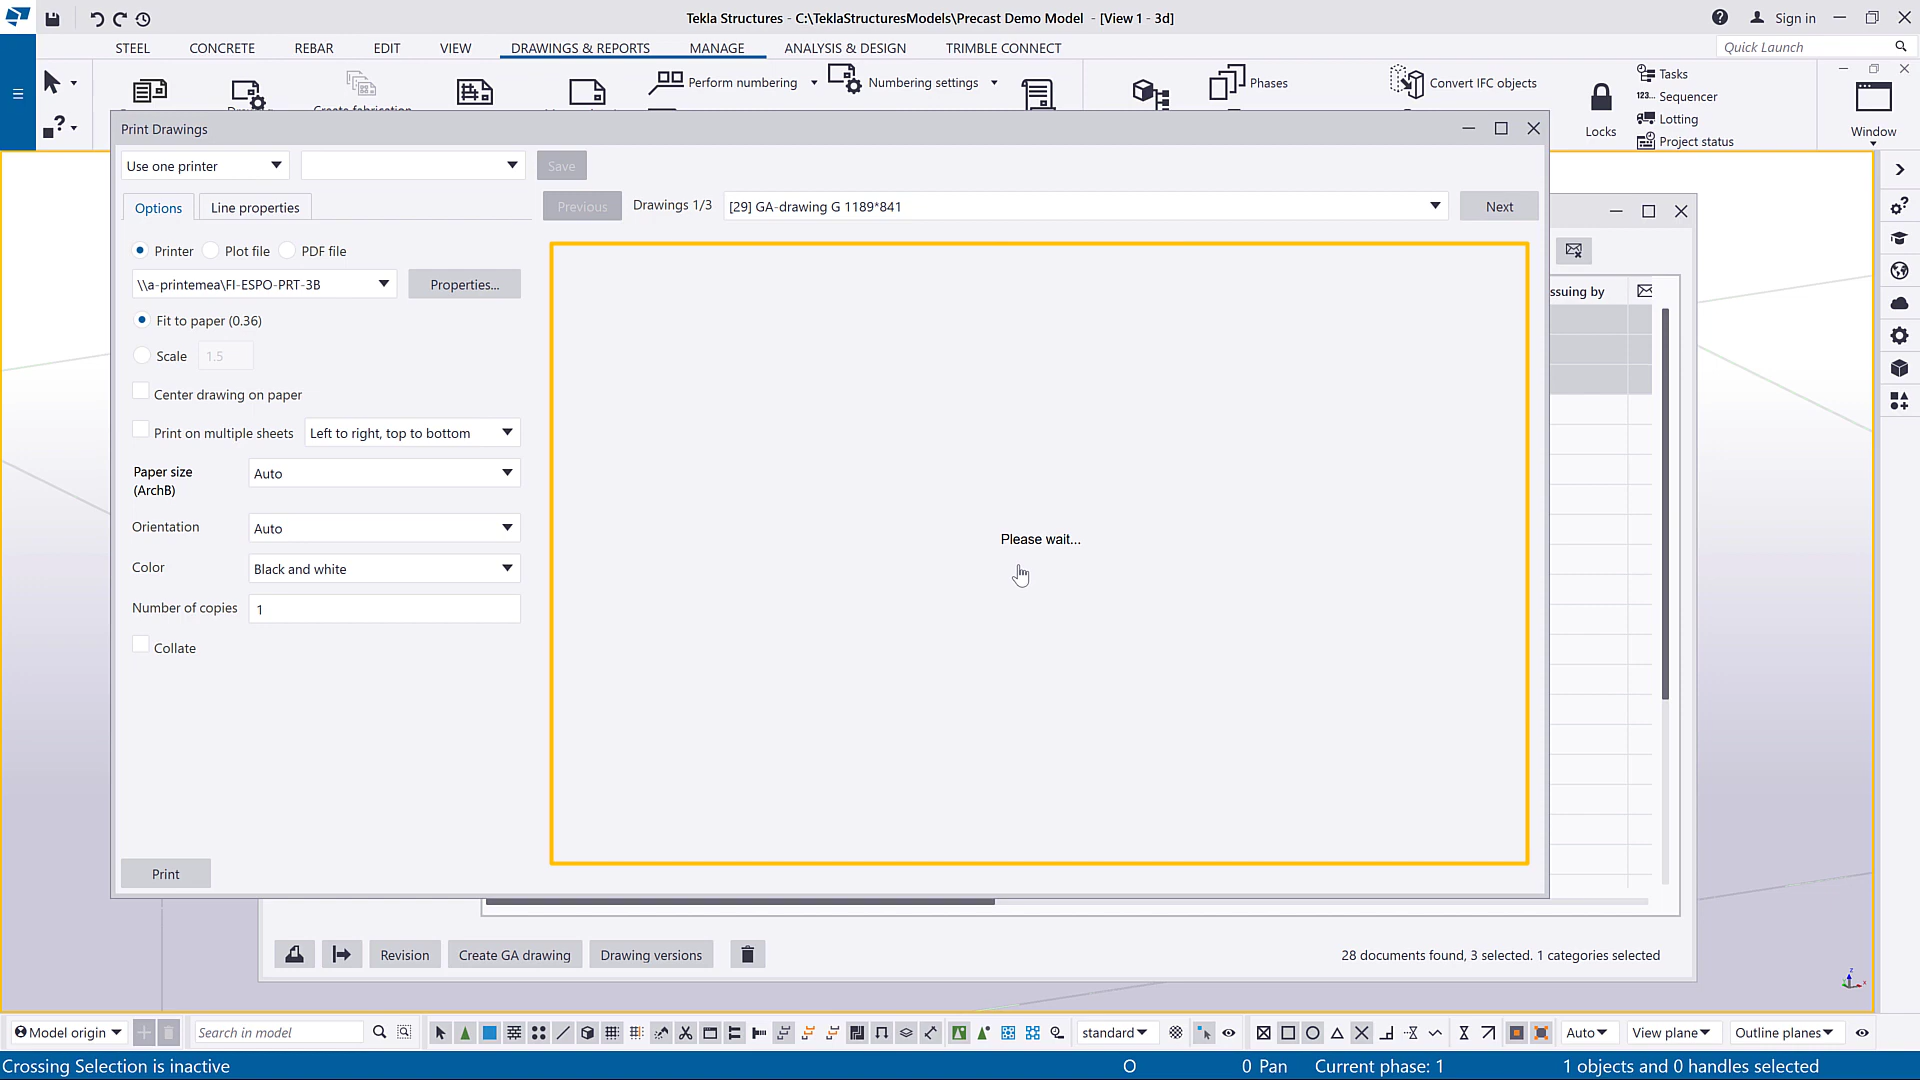 Tekla Structures - C:\TeklaStructuresModels\Precast Demo Model - [View 1 - 3d]
Sign in
STEEL CONCRETE REBAR EDIT VIEW DRAWINGS & REPORTS MANAGE ANALYSIS & DESIGN TRIMBLE CONNECT
Quick Launch
Perform numbering
Numbering settings
Phases
Convert IFC objects
Locks
Tasks
Sequencer
Lotting
Project status
Window
Create fabrication
Print Drawings
Use one printer
Save
Options
Line properties
Previous
Drawings 1/3
[29] GA-drawing G 1189*841
Next
Printer
Plot file
PDF file
\\a-printemea\FI-ESPO-PRT-3B
Properties...
Fit to paper (0.36)
Scale
1.5
Center drawing on paper
Print on multiple sheets
Left to right, top to bottom
Paper size
(ArchB)
Auto
Orientation
Auto
Color
Black and white
Number of copies
1
Collate
Please wait...
Print
ssuing by
Revision
Create GA drawing
Drawing versions
28 documents found, 3 selected. 1 categories selected
Model origin
Search in model
standard
Auto
View plane
Outline planes
Crossing Selection is inactive
O
0 Pan
Current phase: 1
1 objects and 0 handles selected